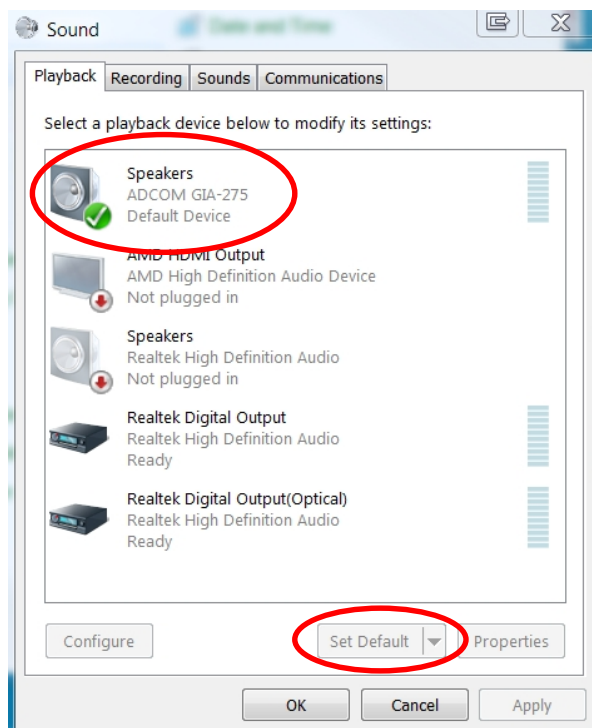 Sound
Date and Time
Playback Recording Sounds Communications
Select a playback device below to modify its settings:
Speakers
ADCOM GIA-275
Default Device
AMD HDMI Output
AMD High Definition Audio Device
Not plugged in
Speakers
Realtek High Definition Audio
Not plugged in
Realtek Digital Output
Realtek High Definition Audio
Ready
Realtek Digital Output(Optical)
Realtek High Definition Audio
Ready
Configure Set Default Properties
OK Cancel Apply